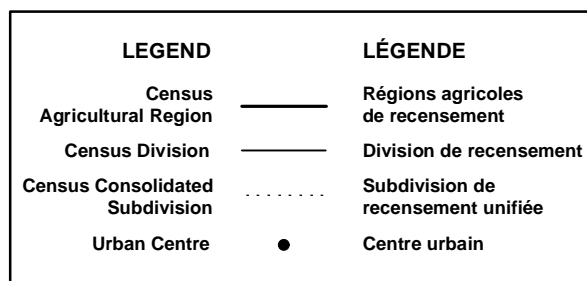 LEGEND
LÉGENDE
Census
Agricultural Region
Régions agricoles
de recensement
Census Division
Division de recensement
Census Consolidated
Subdivision
Subdivision de
recensement unifiée
Urban Centre
Centre urbain